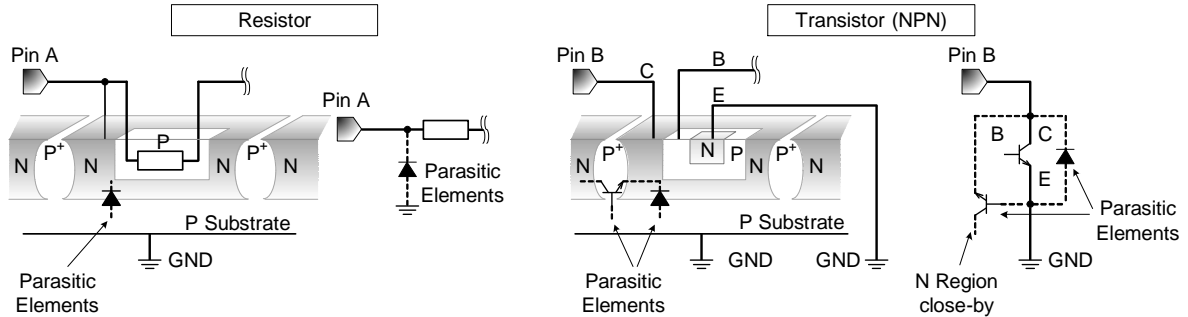 Resistor
Transistor (NPN)
Pin A
Pin B
C
B
E
Pin B
Pin A
N
P+
N
P
N
P+
N
N
P+
N
N
P
N
P+
N
B
C
E
Parasitic
Elements
P Substrate
GND
Parasitic
Elements
P Substrate
GND
GND
Parasitic
Elements
Parasitic
Elements
GND
N Region
close-by